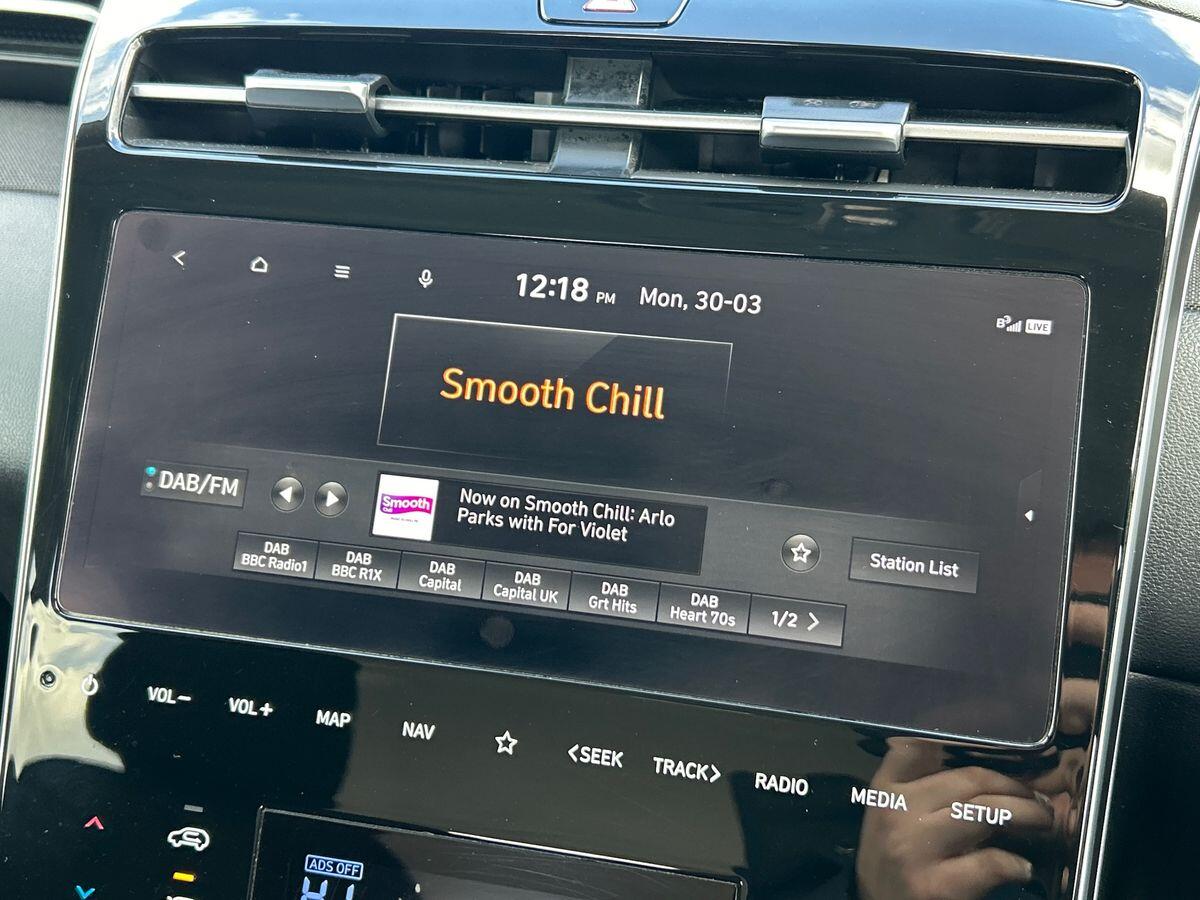 12:18 PM Mon, 30-03
LIVE
Smooth Chill
DAB/FM
Smooth
Chill
Now on Smooth Chill: Arlo
Parks with For Violet
Station List
DAB
BBC Radio1
DAB
BBC R1X
DAB
Capital
DAB
Capital UK
DAB
Grt Hits
DAB
Heart 70s
1/2 >
VOL−
VOL+
MAP
NAV
<SEEK
TRACK>
RADIO
MEDIA
SETUP
ADS OFF